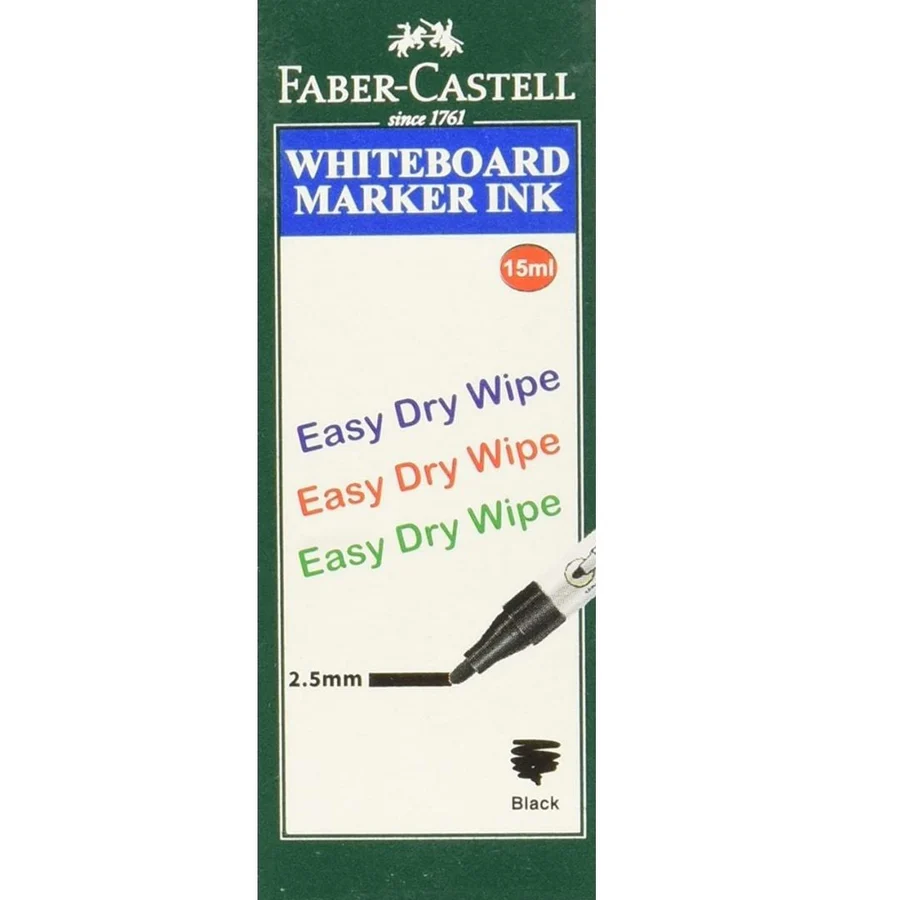 FABER-CASTELL
since 1761
WHITEBOARD
MARKER INK
15ml
Easy Dry Wipe
Easy Dry Wipe
Easy Dry Wipe
2.5mm
Black